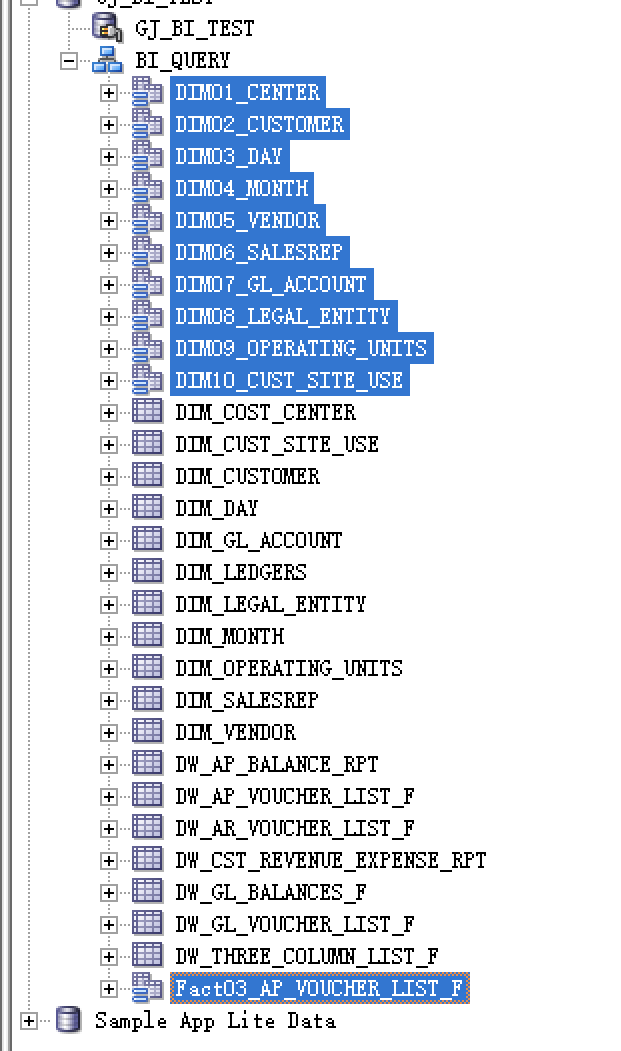 GJ_BI_TEST
GJ_BI_TEST
BI_QUERY
DIM01_CENTER
DIM02_CUSTOMER
DIM03_DAY
DIM04_MONTH
DIM05_VENDOR
DIM06_SALESREP
DIM07_GL_ACCOUNT
DIM08_LEGAL_ENTITY
DIM09_OPERATING_UNITS
DIM10_CUST_SITE_USE
DIM_COST_CENTER
DIM_CUST_SITE_USE
DIM_CUSTOMER
DIM_DAY
DIM_GL_ACCOUNT
DIM_LEDGERS
DIM_LEGAL_ENTITY
DIM_MONTH
DIM_OPERATING_UNITS
DIM_SALESREP
DIM_VENDOR
DW_AP_BALANCE_RPT
DW_AP_VOUCHER_LIST_F
DW_AR_VOUCHER_LIST_F
DW_CST_REVENUE_EXPENSE_RPT
DW_GL_BALANCES_F
DW_GL_VOUCHER_LIST_F
DW_THREE_COLUMN_LIST_F
Fact03_AP_VOUCHER_LIST_F
Sample App Lite Data